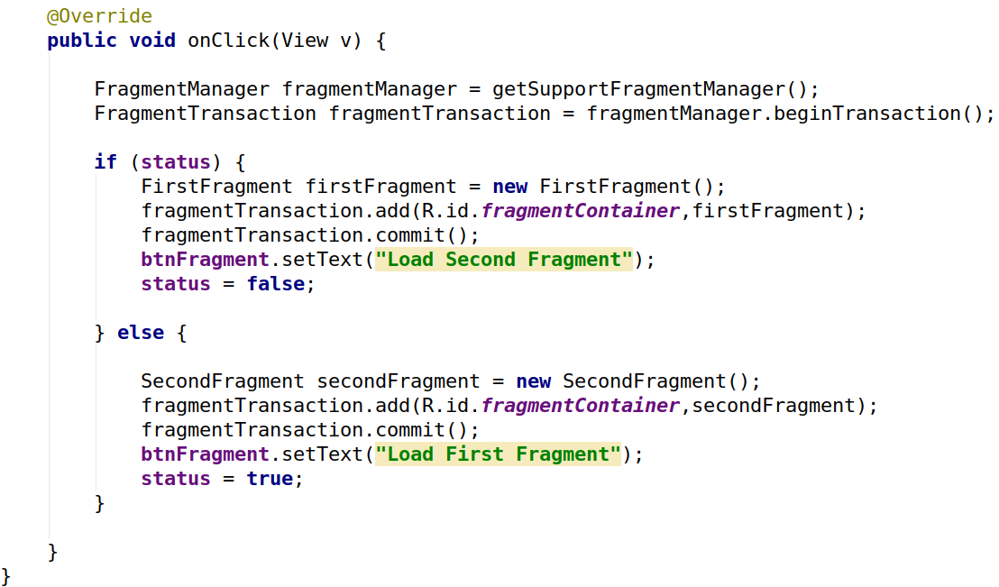 @Override
public void onClick(View v) {
FragmentManager fragmentManager = getSupportFragmentManager();
FragmentTransaction fragmentTransaction = fragmentManager.beginTransaction();
if (status) {
FirstFragment firstFragment = new FirstFragment();
fragmentTransaction.add(R.id.fragmentContainer,firstFragment);
fragmentTransaction.commit();
btnFragment.setText("Load Second Fragment");
status = false;
} else {
SecondFragment secondFragment = new SecondFragment();
fragmentTransaction.add(R.id.fragmentContainer,secondFragment);
fragmentTransaction.commit();
btnFragment.setText("Load First Fragment");
status = true;
}
}
}